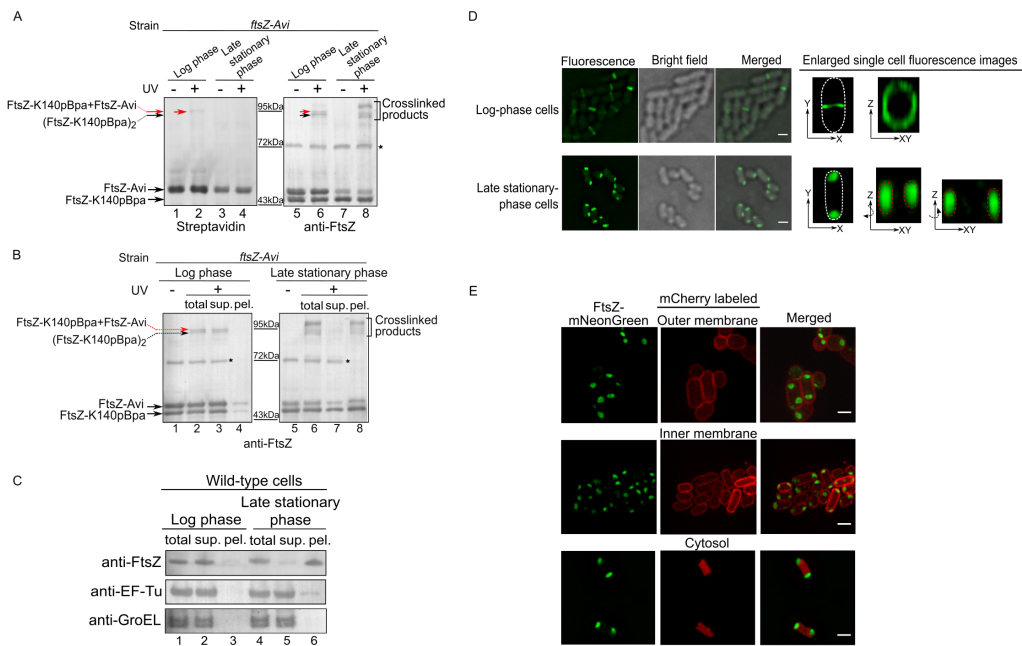 A
Strain
ftsZ-Avi
Log phase
Late stationary phase
Log phase
Late stationary phase
UV
- + - + - + - +
FtsZ-K140pBpa+FtsZ-Avi
(FtsZ-K140pBpa)2
95kDa
Crosslinked products
72kDa
*
FtsZ-Avi
FtsZ-K140pBpa
43kDa
1 2 3 4 5 6 7 8
Streptavidin
anti-FtsZ
B
Strain
ftsZ-Avi
Log phase
Late stationary phase
UV
- + - +
total sup. pel. total sup. pel.
FtsZ-K140pBpa+FtsZ-Avi
(FtsZ-K140pBpa)2
95kDa
Crosslinked products
72kDa
* *
FtsZ-Avi
FtsZ-K140pBpa
43kDa
1 2 3 4 5 6 7 8
anti-FtsZ
C
Wild-type cells
Log phase
Late stationary phase
total sup. pel. total sup. pel.
anti-FtsZ
anti-EF-Tu
anti-GroEL
1 2 3 4 5 6
D
Fluorescence
Bright field
Merged
Enlarged single cell fluorescence images
Log-phase cells
Y
X
Z
XY
Late stationary-phase cells
Y
X
Z
XY
Z
XY
E
FtsZ-mNeonGreen
mCherry labeled
Outer membrane
Merged
Inner membrane
Cytosol